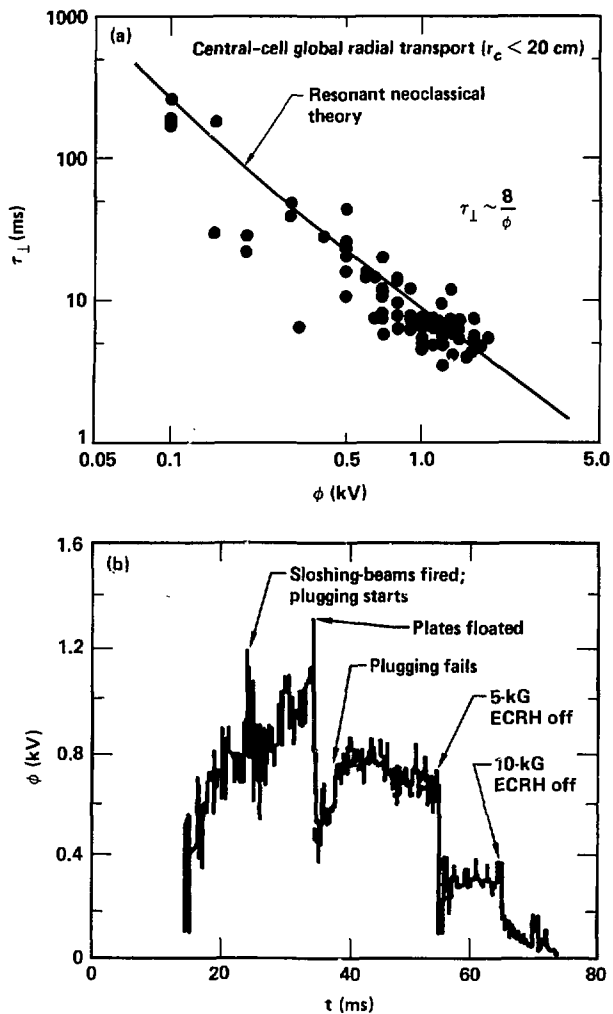 (a)
Central-cell global radial transport (r_c < 20 cm)
Resonant neoclassical
theory
τ⊥ ~ 8/ϕ
1000
100
10
1
τ⊥ (ms)
0.05 0.1 0.5 1.0 5.0
ϕ (kV)
(b)
Sloshing-beams fired;
plugging starts
Plates floated
Plugging fails
5-kG
ECRH off
10-kG
ECRH off
1.6
1.2
0.8
0.4
0
ϕ (kV)
0 20 40 60 80
t (ms)